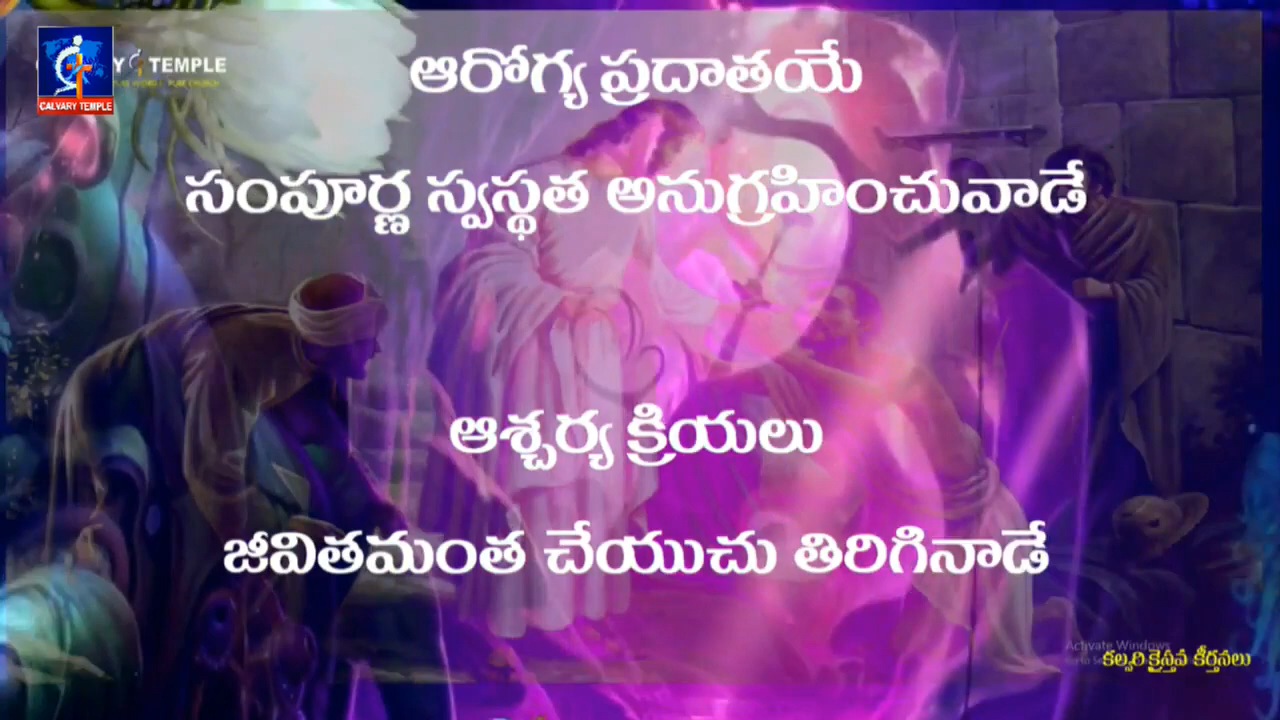 TEMPLE
CALVARY TEMPLE
ఆరోగ్య ప్రదాతయే
సంపూర్ణ స్వస్థత అనుగ్రహించువాడే
ఆశ్చర్య క్రియలు
జీవితమంత చేయుచు తిరిగినాడే
Activate Windows
కల్వరి క్రైస్తవ కీర్తనలు